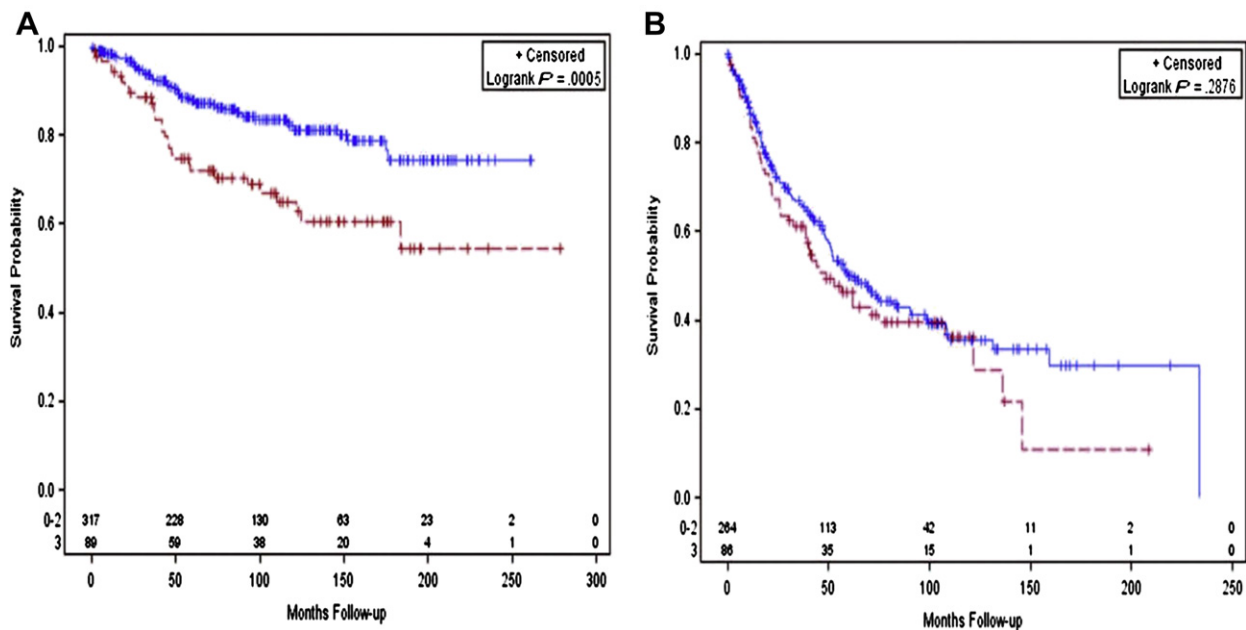 A
+ Censored
Logrank P = .0005
Survival Probability
1.0
0.8
0.6
0.4
0.2
0.0
0-2 317 228 130 63 23 2 0
3 89 59 38 20 4 1 0
0 50 100 150 200 250 300
Months Follow-up
B
+ Censored
Logrank P = .2876
Survival Probability
1.0
0.8
0.6
0.4
0.2
0.0
0-2 264 113 42 11 2 0
3 86 35 15 1 1 0
0 50 100 150 200 250
Months Follow-up